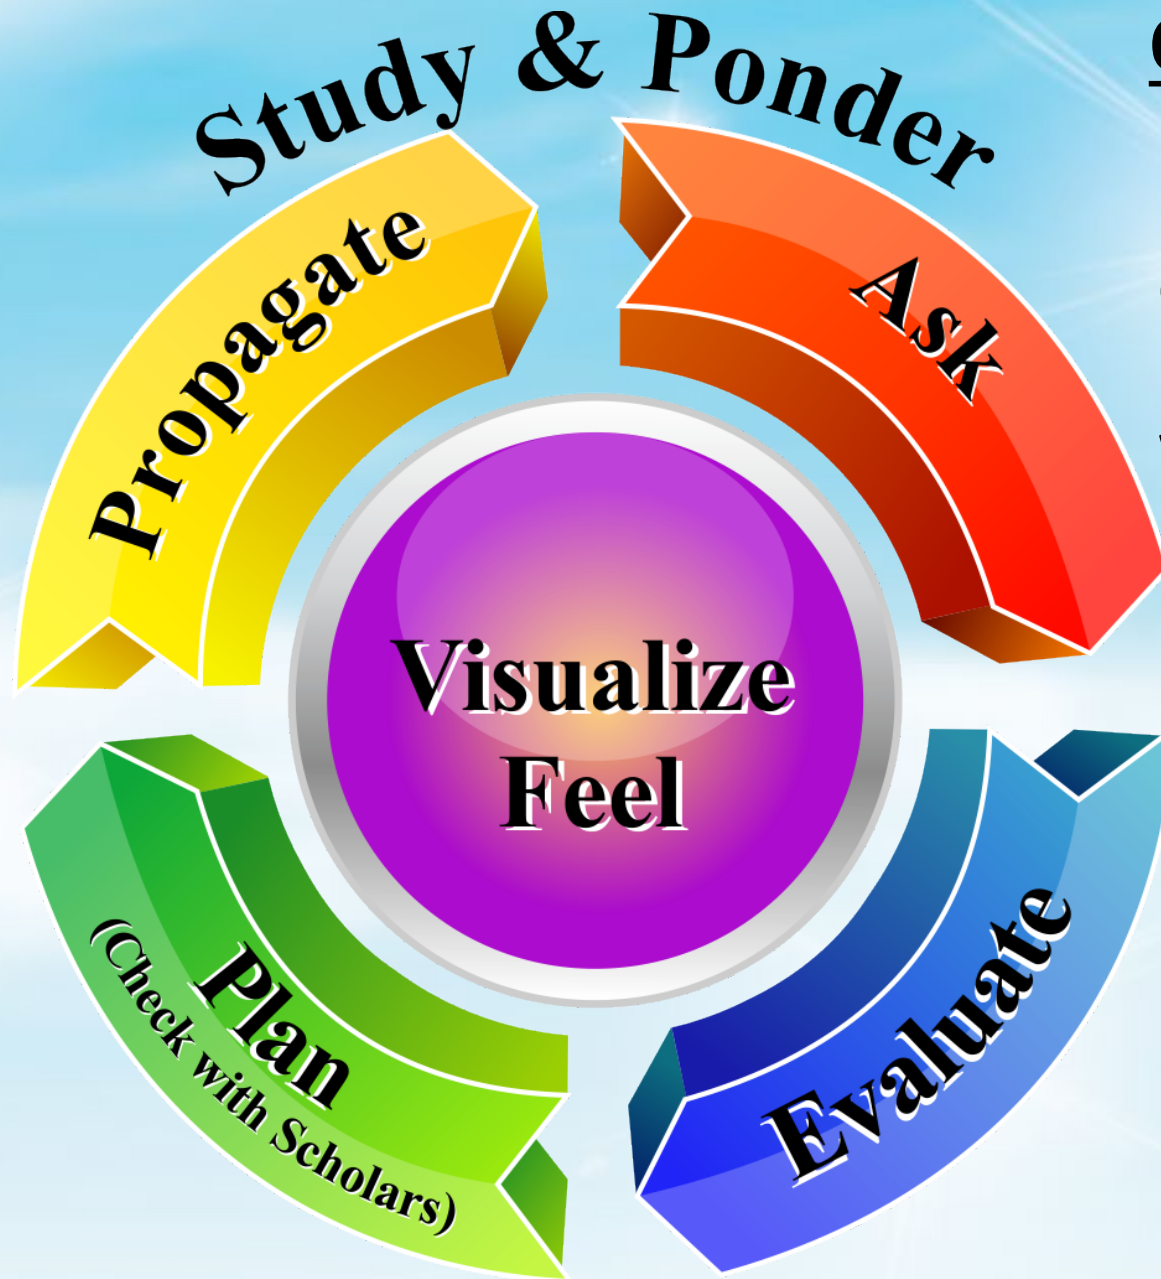 Study & Ponder
Ask
Evaluate
Plan
(Check with Scholars)
Propagate
Visualize
Feel